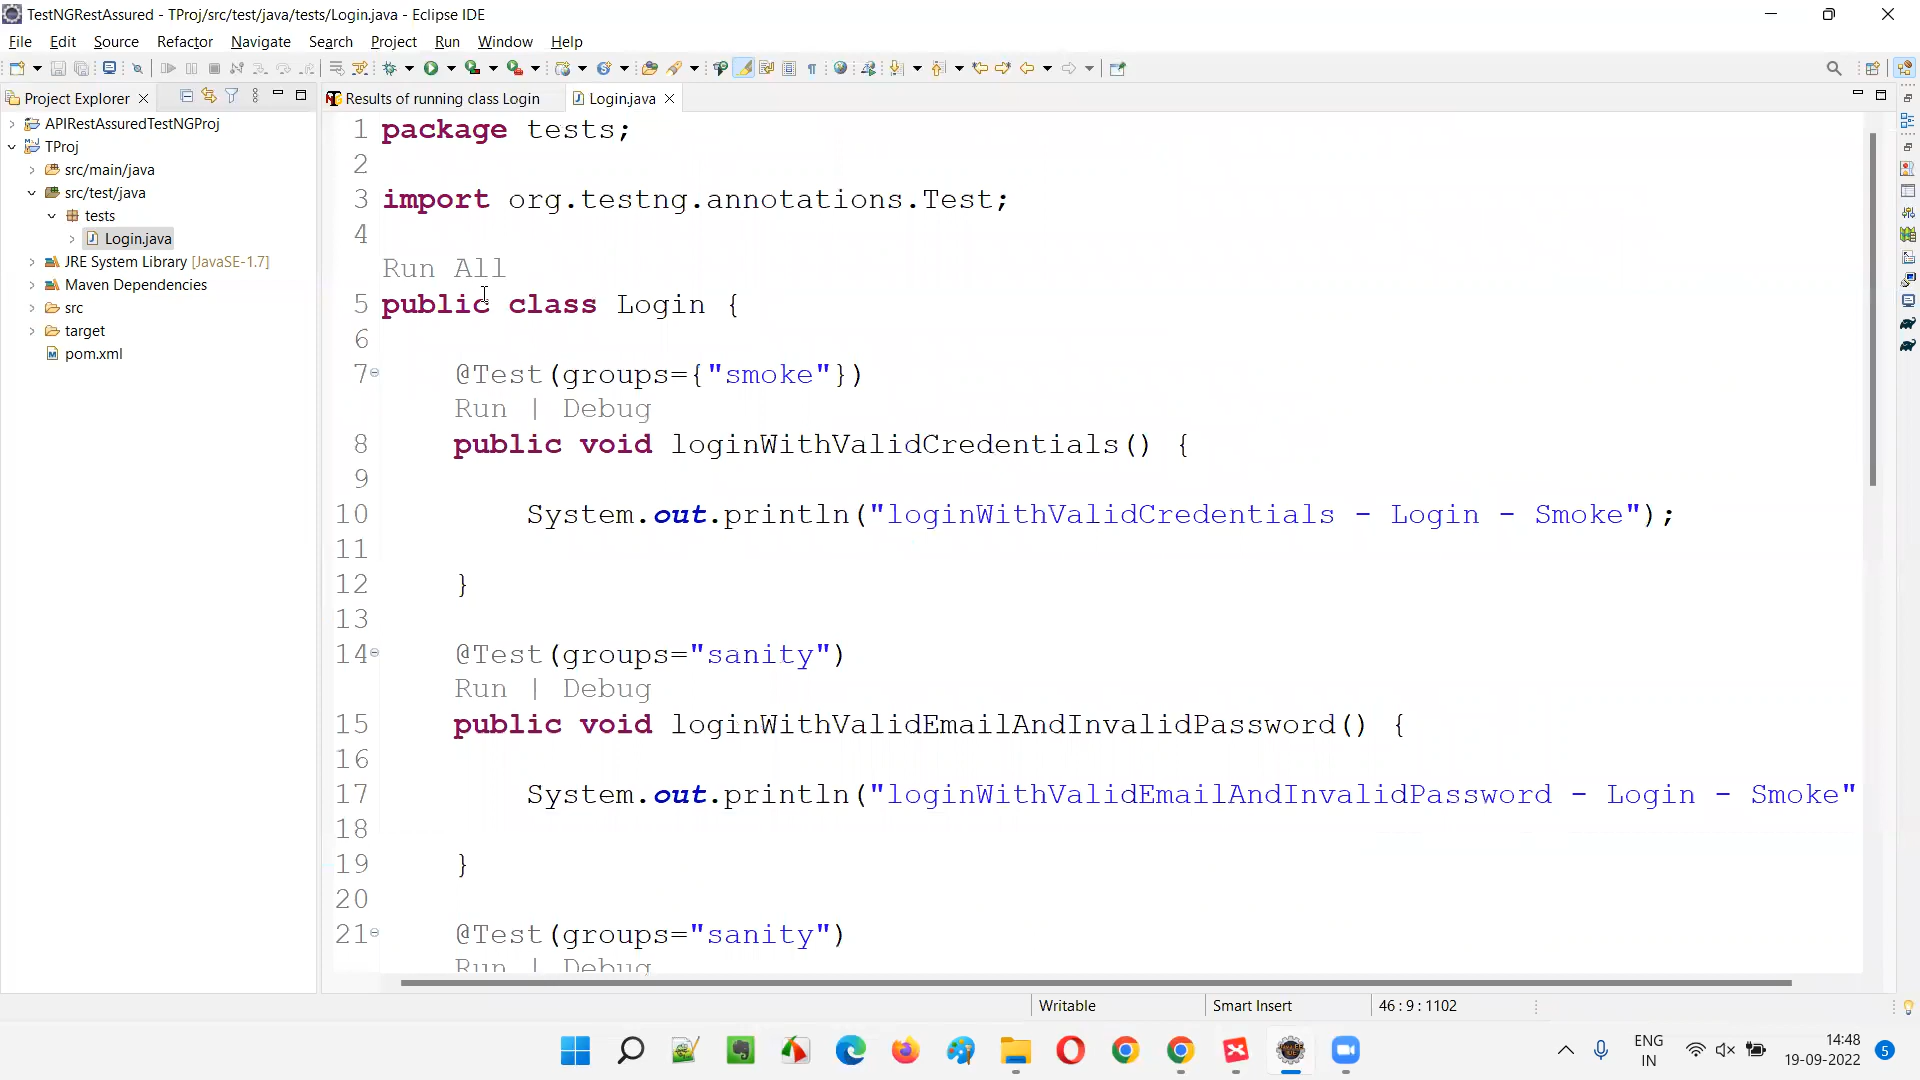 TestNGRestAssured - TProj/src/test/java/tests/Login.java - Eclipse IDE
File Edit Source Refactor Navigate Search Project Run Window Help
Project Explorer
Results of running class Login
Login.java
APIRestAssuredTestNGProj
TProj
src/main/java
src/test/java
tests
Login.java
JRE System Library [JavaSE-1.7]
Maven Dependencies
src
target
pom.xml
1 package tests;
2
3 import org.testng.annotations.Test;
4
Run All
5 public class Login {
6
7 @Test(groups={"smoke"})
Run | Debug
8 public void loginWithValidCredentials() {
9
10 System.out.println("loginWithValidCredentials - Login - Smoke");
11
12 }
13
14 @Test(groups="sanity")
Run | Debug
15 public void loginWithValidEmailAndInvalidPassword() {
16
17 System.out.println("loginWithValidEmailAndInvalidPassword - Login - Smoke"
18
19 }
20
21 @Test(groups="sanity")
Run | Debug
Writable Smart Insert 46 : 9 : 1102
ENG
IN
14:48
19-09-2022
5